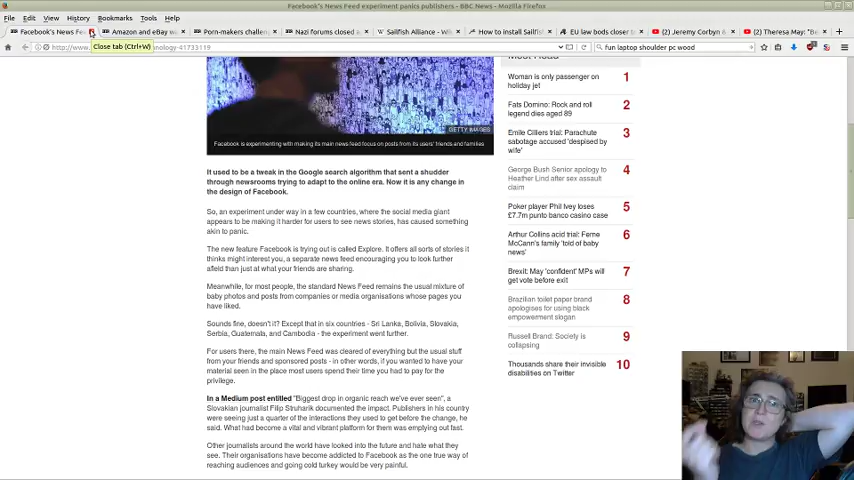 Facebook's News Feed experiment panics publishers - BBC News - Mozilla Firefox
File Edit View History Bookmarks Tools Help
Facebook's News Fe
Amazon and eBay w
Porn-makers challen
Nazi forums closed a
Sailfish Alliance - Wik
How to install Sailfis
EU law bods closer t
(2) Jeremy Corbyn &
(2) Theresa May: "B
http://www.
nology-41733119
fun laptop shoulder pc wood
Close tab (Ctrl+W)
GETTY IMAGES
Facebook is experimenting with making its main news feed focus on posts from its users' friends and families
It used to be a tweak in the Google search algorithm that sent a shudder
through newsrooms trying to adapt to the online era. Now it is any change in
the design of Facebook.
So, an experiment under way in a few countries, where the social media giant
appears to be making it harder for users to see news stories, has caused something
akin to panic.
The new feature Facebook is trying out is called Explore. It offers all sorts of stories it
thinks might interest you, a separate news feed encouraging you to look further
afield than just at what your friends are sharing.
Meanwhile, for most people, the standard News Feed remains the usual mixture of
baby photos and posts from companies or media organisations whose pages you
have liked.
Sounds fine, doesn't it? Except that in six countries - Sri Lanka, Bolivia, Slovakia,
Serbia, Guatemala, and Cambodia - the experiment went further.
For users there, the main News Feed was cleared of everything but the usual stuff
from your friends and sponsored posts - in other words, if you wanted to have your
material seen in the place most users spend their time you had to pay for the
privilege.
In a Medium post entitled "Biggest drop in organic reach we've ever seen", a
Slovakian journalist Filip Struharik documented the impact. Publishers in his country
were seeing just a quarter of the interactions they used to get before the change, he
said. What had become a vital and vibrant platform for them was emptying out fast.
Other journalists around the world have looked into the future and hate what they
see. Their organisations have become addicted to Facebook as the one true way of
reaching audiences and going cold turkey would be very painful.
Most Read
Woman is only passenger on
holiday jet
1
Fats Domino: Rock and roll
legend dies aged 89
2
Emile Cilliers trial: Parachute
sabotage accused 'despised by
wife'
3
George Bush Senior apology to
Heather Lind after sex assault
claim
4
Poker player Phil Ivey loses
£7.7m punto banco casino case
5
Arthur Collins acid trial: Ferne
McCann's family 'told of baby
news'
6
Brexit: May 'confident' MPs will
get vote before exit
7
Brazilian toilet paper brand
apologises for using black
empowerment slogan
8
Russell Brand: Society is
collapsing
9
Thousands share their invisible
disabilities on Twitter
10